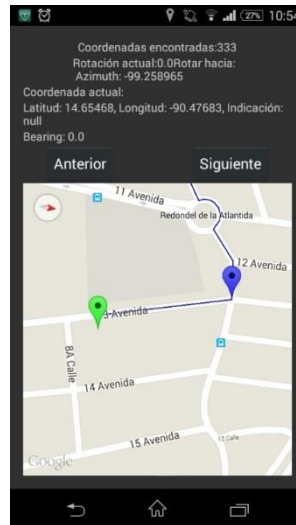 27% 10:54
Coordenadas encontradas:333
Rotación actual:0.0Rotar hacia:
Azimuth: -99.258965
Coordenada actual:
Latitud: 14.65468, Longitud: -90.47683, Indicación:
null
Bearing: 0.0
Anterior Siguiente
11 Avenida
Redondel de la Atlantida
12 Avenida
3 Avenida
8A Calle
14 Avenida
15 Avenida
12 Calle
Google